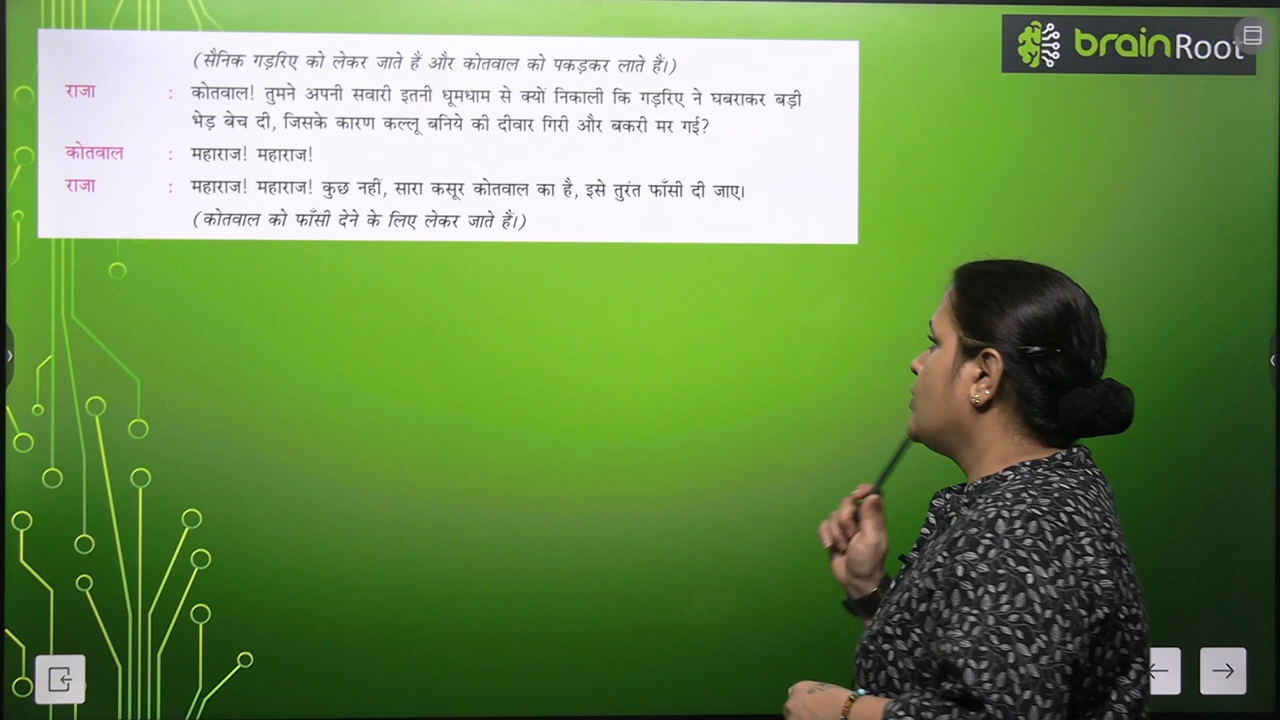 brainRoot
(सैनिक गड़रिए को लेकर जाते हैं और कोतवाल को पकड़कर लाते हैं।)
राजा : कोतवाल! तुमने अपनी सवारी इतनी धूमधाम से क्यों निकाली कि गड़रिए ने घबराकर बड़ी
भेड़ बेच दी, जिसके कारण कल्लू बनिये की दीवार गिरी और बकरी मर गई?
कोतवाल : महाराज! महाराज!
राजा : महाराज! महाराज! कुछ नहीं, सारा कसूर कोतवाल का है, इसे तुरंत फाँसी दी जाए।
(कोतवाल को फाँसी देने के लिए लेकर जाते हैं।)